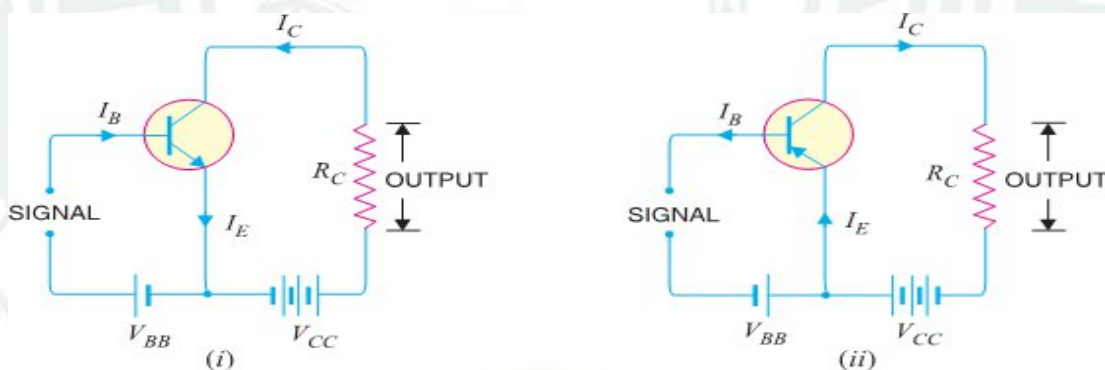 I_C
I_B
R_C
OUTPUT
SIGNAL
I_E
V_BB
V_CC
(i)
I_C
I_B
R_C
OUTPUT
SIGNAL
I_E
V_BB
V_CC
(ii)